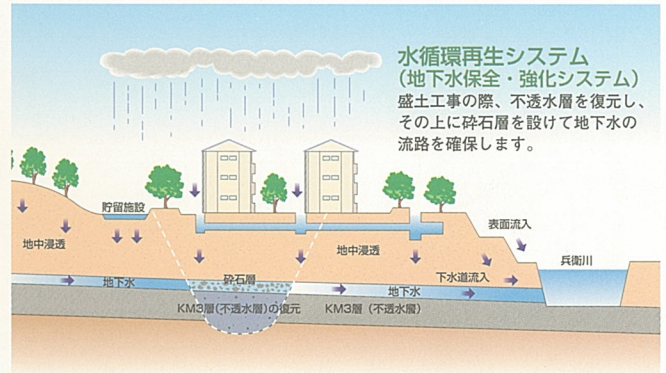 水循環再生システム
（地下水保全・強化システム）
盛土工事の際、不透水層を復元し、
その上に砕石層を設けて地下水の
流路を確保します。
貯留施設
表面流入
地中浸透
地中浸透
兵衛川
下水道流入
地下水
砕石層
地下水
KM3層(不透水層)の復元
KM3層（不透水層）